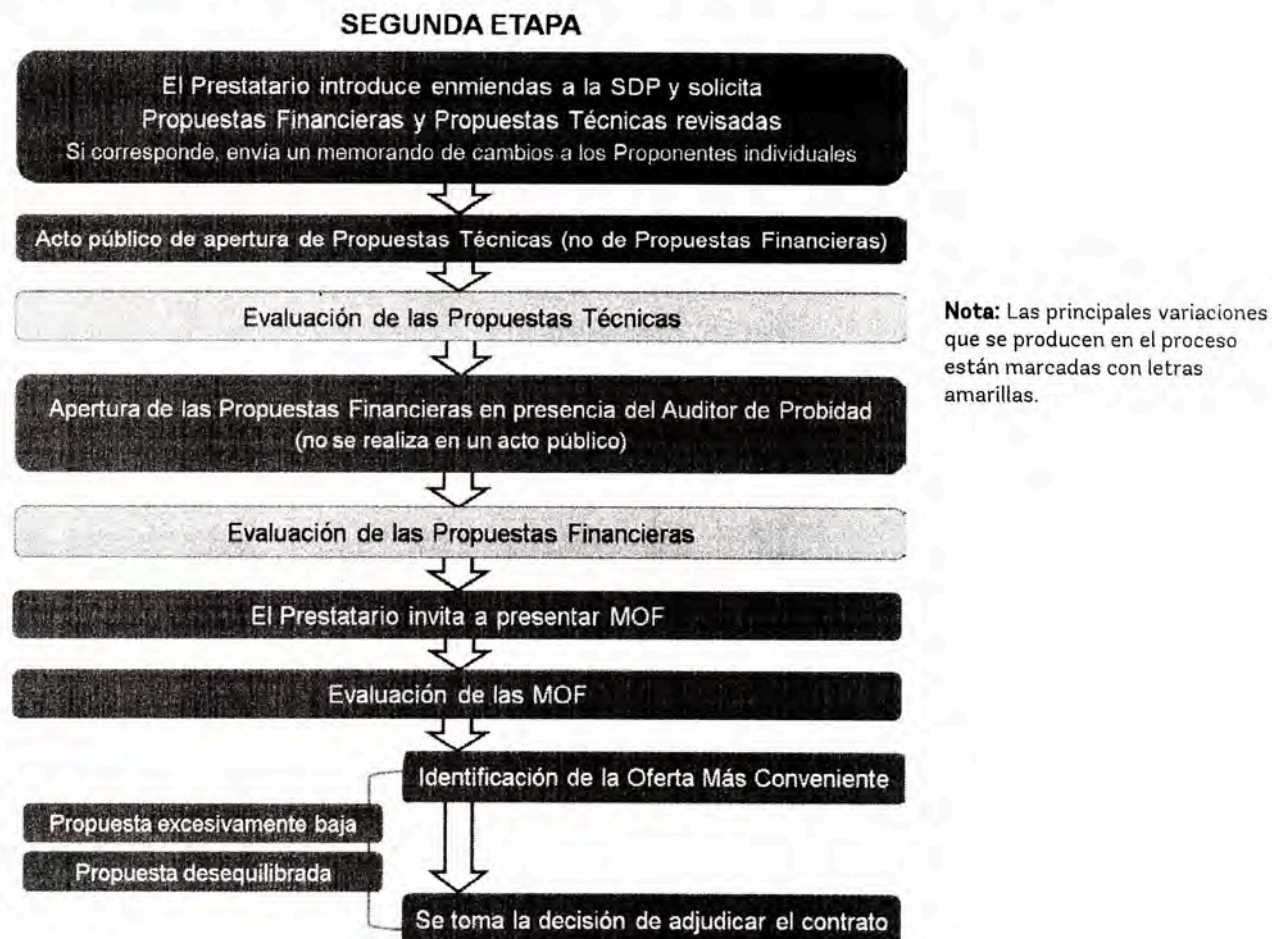 SEGUNDA ETAPA
El Prestatario introduce enmiendas a la SDP y solicita
Propuestas Financieras y Propuestas Técnicas revisadas
Si corresponde, envía un memorando de cambios a los Proponentes individuales
Acto público de apertura de Propuestas Técnicas (no de Propuestas Financieras)
Evaluación de las Propuestas Técnicas
Nota: Las principales variaciones
que se producen en el proceso
están marcadas con letras
amarillas.
Apertura de las Propuestas Financieras en presencia del Auditor de Probidad
(no se realiza en un acto público)
Evaluación de las Propuestas Financieras
El Prestatario invita a presentar MOF
Evaluación de las MOF
Identificación de la Oferta Más Conveniente
Propuesta excesivamente baja
Propuesta desequilibrada
Se toma la decisión de adjudicar el contrato